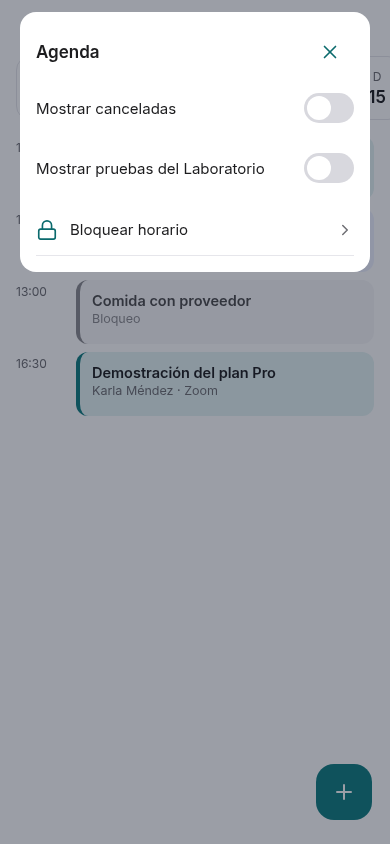 Agenda
D
15
Mostrar canceladas
Mostrar pruebas del Laboratorio
Bloquear horario
13:00
Comida con proveedor
Bloqueo
16:30
Demostración del plan Pro
Karla Méndez · Zoom